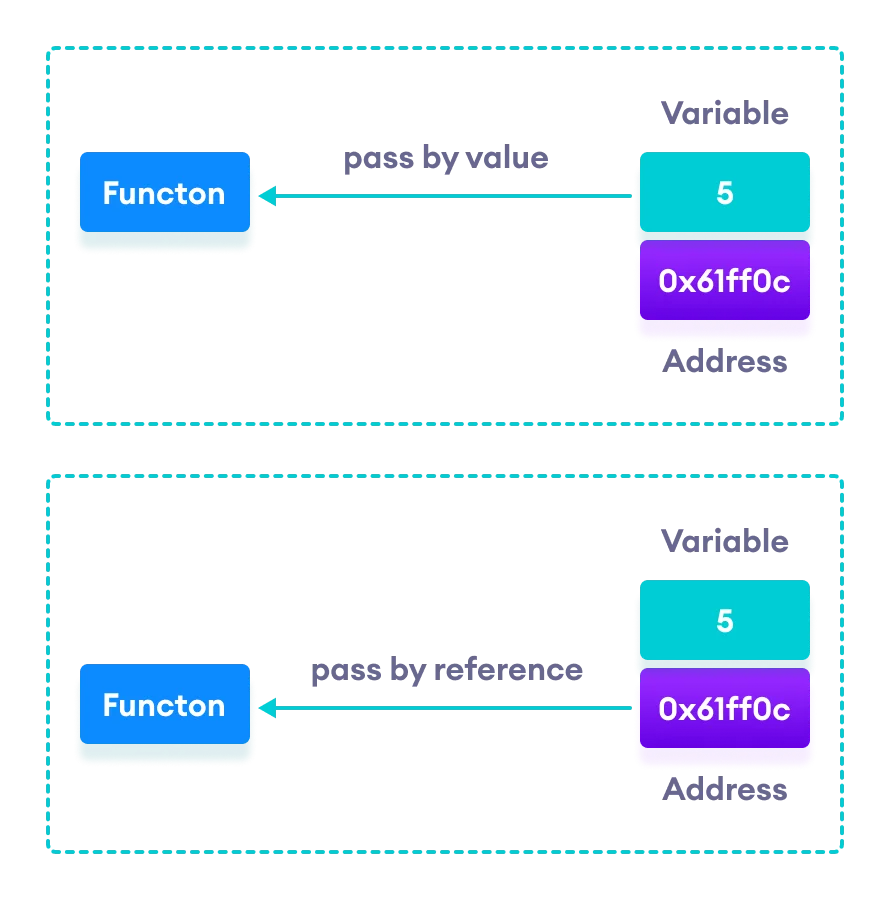 Variable
pass by value
Functon
5
0x61ff0c
Address
Variable
5
pass by reference
Functon
0x61ff0c
Address